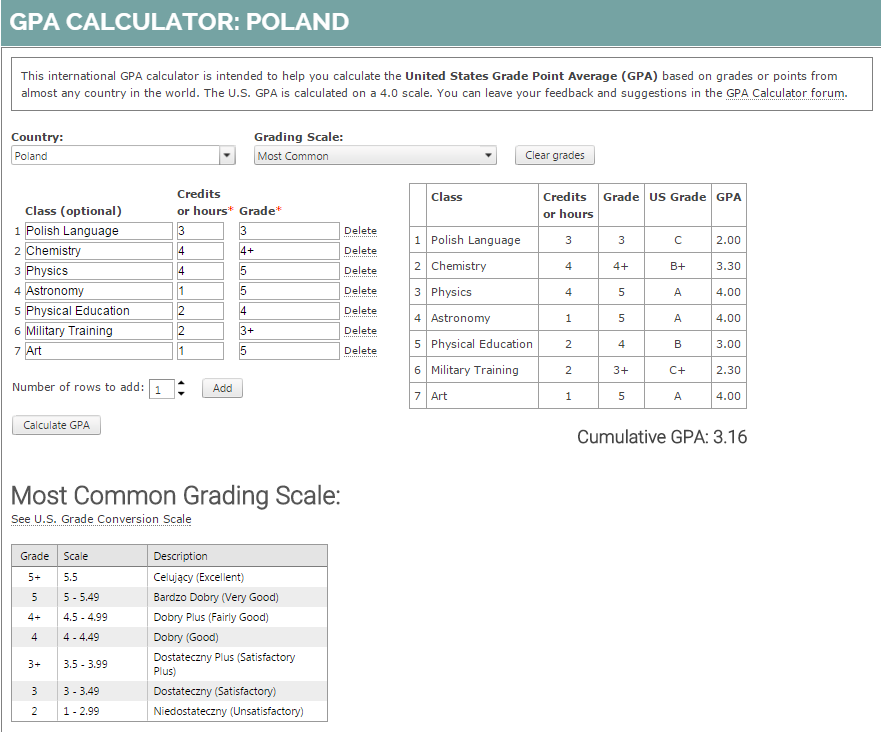 GPA CALCULATOR: POLAND
This international GPA calculator is intended to help you calculate the United States Grade Point Average (GPA) based on grades or points from
almost any country in the world. The U.S. GPA is calculated on a 4.0 scale. You can leave your feedback and suggestions in the GPA Calculator forum.
Country: Grading Scale:
Poland Most Common Clear grades
Class (optional) Credits or hours* Grade*
1 Polish Language 3 3 Delete
2 Chemistry 4 4+ Delete
3 Physics 4 5 Delete
4 Astronomy 1 5 Delete
5 Physical Education 2 4 Delete
6 Military Training 2 3+ Delete
7 Art 1 5 Delete
Number of rows to add: 1 Add
Calculate GPA
Class Credits or hours Grade US Grade GPA
1 Polish Language 3 3 C 2.00
2 Chemistry 4 4+ B+ 3.30
3 Physics 4 5 A 4.00
4 Astronomy 1 5 A 4.00
5 Physical Education 2 4 B 3.00
6 Military Training 2 3+ C+ 2.30
7 Art 1 5 A 4.00
Cumulative GPA: 3.16
Most Common Grading Scale:
See U.S. Grade Conversion Scale
Grade Scale Description
5+ 5.5 Celujący (Excellent)
5 5 - 5.49 Bardzo Dobry (Very Good)
4+ 4.5 - 4.99 Dobry Plus (Fairly Good)
4 4 - 4.49 Dobry (Good)
3+ 3.5 - 3.99 Dostateczny Plus (Satisfactory
Plus)
3 3 - 3.49 Dostateczny (Satisfactory)
2 1 - 2.99 Niedostateczny (Unsatisfactory)